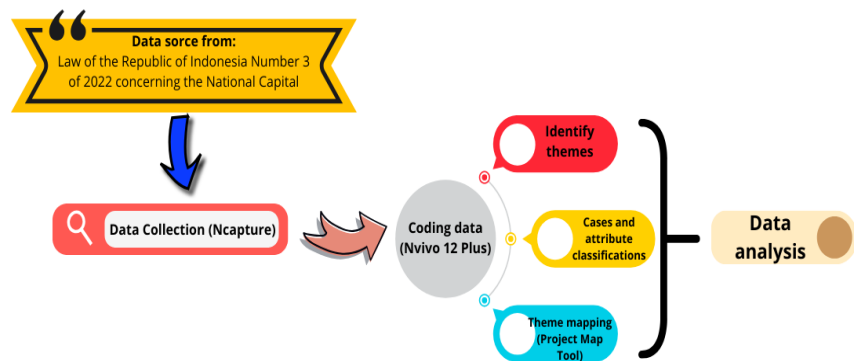 Data sorce from:
Law of the Republic of Indonesia Number 3
of 2022 concerning the National Capital
Data Collection (Ncapture)
Coding data
(Nvivo 12 Plus)
Identify
themes
Cases and
attribute
classifications
Theme mapping
(Project Map
Tool)
Data
analysis